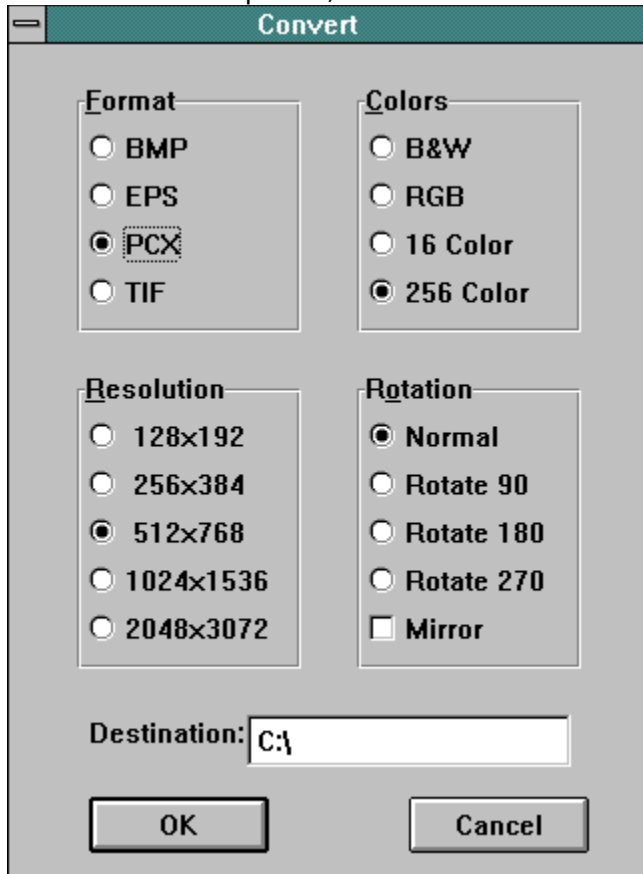 Convert
Format
BMP
EPS
PCX
TIF
Colors
B&W
RGB
16 Color
256 Color
Resolution
128x192
256x384
512x768
1024x1536
2048x3072
Rotation
Normal
Rotate 90
Rotate 180
Rotate 270
Mirror
Destination: C:\
OK
Cancel